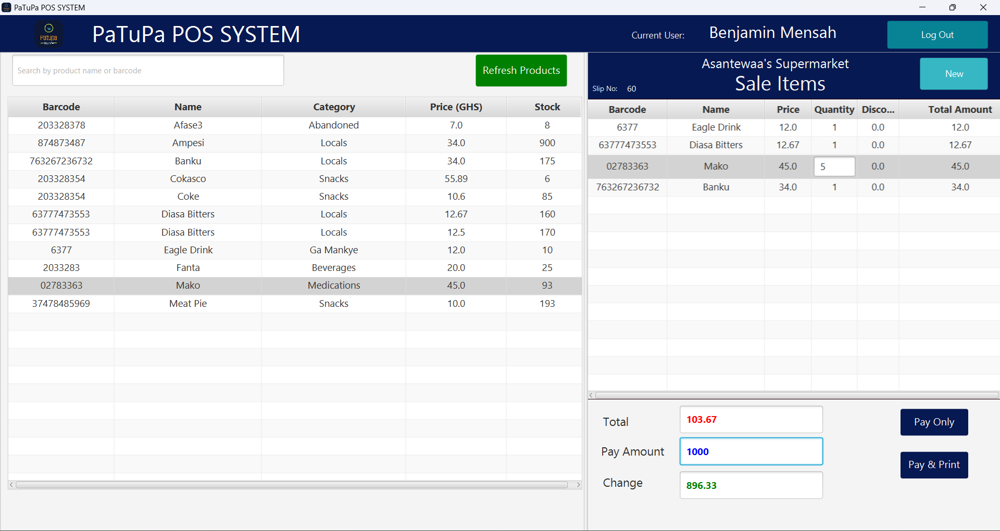 PaTuPa POS SYSTEM
Patupa
PaTuPa POS SYSTEM
Current User:
Benjamin Mensah
Log Out
Search by product name or barcode
Refresh Products
Barcode Name Category Price (GHS) Stock
203328378 Afase3 Abandoned 7.0 8
874873487 Ampesi Locals 34.0 900
763267236732 Banku Locals 34.0 175
203328354 Cokasco Snacks 55.89 6
203328354 Coke Snacks 10.6 85
63777473553 Diasa Bitters Locals 12.67 160
63777473553 Diasa Bitters Locals 12.5 170
6377 Eagle Drink Ga Mankye 12.0 10
2033283 Fanta Beverages 20.0 25
02783363 Mako Medications 45.0 93
37478485969 Meat Pie Snacks 10.0 193
Asantewaa's Supermarket
Sale Items
New
Slip No: 60
Barcode Name Price Quantity Disco... Total Amount
6377 Eagle Drink 12.0 1 0.0 12.0
63777473553 Diasa Bitters 12.67 1 0.0 12.67
02783363 Mako 45.0 5 0.0 45.0
763267236732 Banku 34.0 1 0.0 34.0
Total 103.67
Pay Only
Pay Amount 1000
Pay & Print
Change 896.33